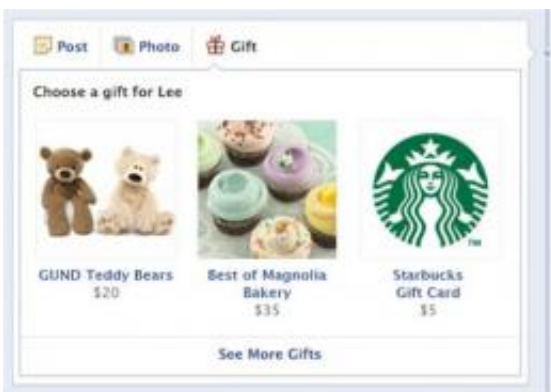 Post Photo Gift
Choose a gift for Lee
GUND Teddy Bears
$20
Best of Magnolia
Bakery
$35
Starbucks
Gift Card
$5
TM
See More Gifts